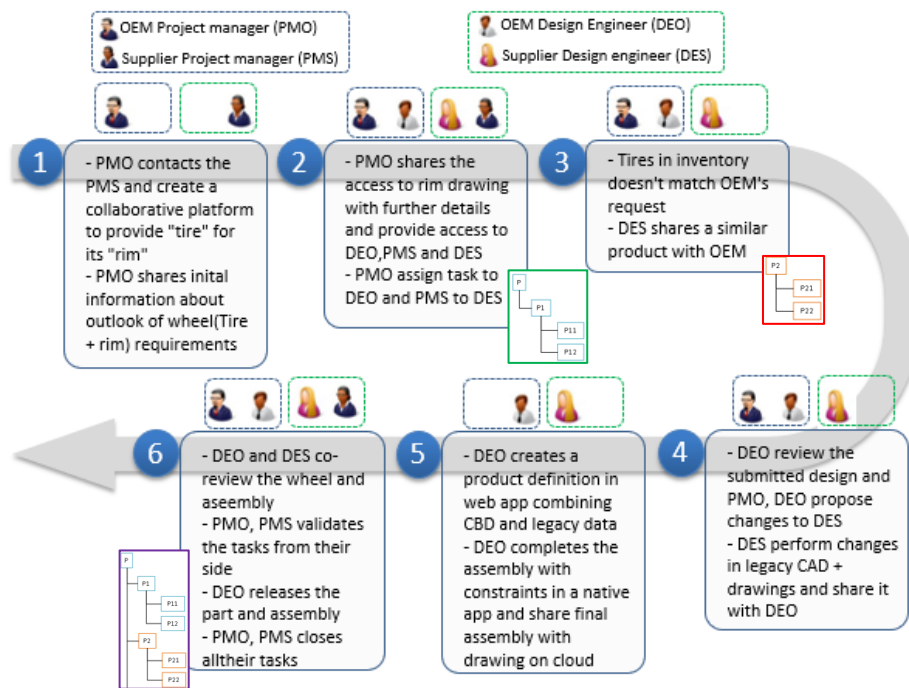 OEM Project manager (PMO)
Supplier Project manager (PMS)
OEM Design Engineer (DEO)
Supplier Design engineer (DES)
1
- PMO contacts the
PMS and create a
collaborative platform
to provide "tire" for
its "rim"
- PMO shares inital
information about
outlook of wheel(Tire
+ rim) requirements
2
- PMO shares the
access to rim drawing
with further details
and provide access to
DEO,PMS and DES
- PMO assign task to
DEO and PMS to DES
P
P1
P11
P12
3
- Tires in inventory
doesn't match OEM's
request
- DES shares a similar
product with OEM
P2
P21
P22
4
- DEO review the
submitted design and
PMO, DEO propose
changes to DES
- DES perform changes
in legacy CAD +
drawings and share it
with DEO
5
- DEO creates a
product definition in
web app combining
CBD and legacy data
- DEO completes the
assembly with
constraints in a native
app and share final
assembly with
drawing on cloud
6
- DEO and DES co-
review the wheel and
aseembly
- PMO, PMS validates
the tasks from their
side
- DEO releases the
part and assembly
- PMO, PMS closes
alltheir tasks
P
P1
P11
P12
P2
P21
P22